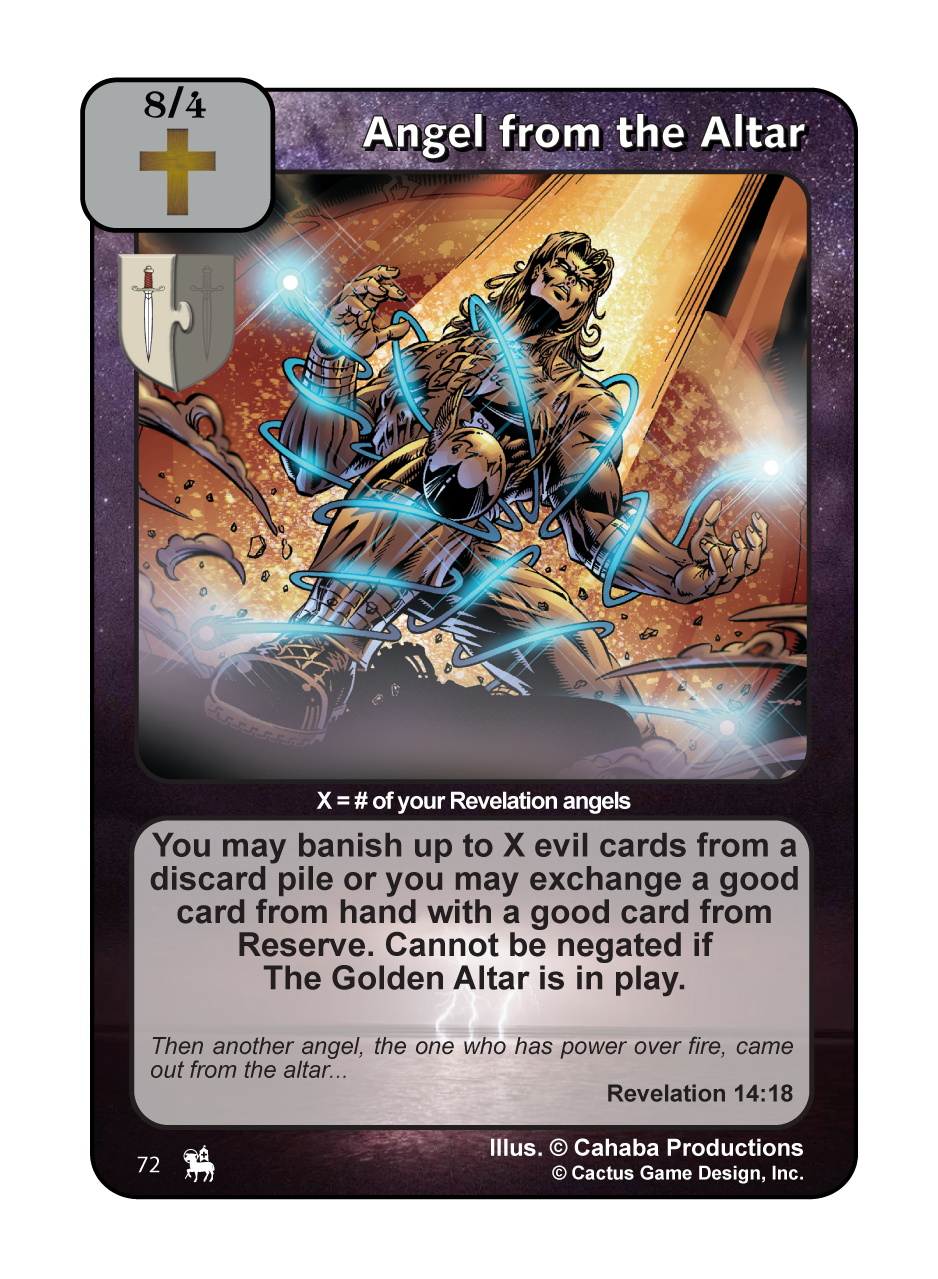 8/4
Angel from the Altar
X = # of your Revelation angels
You may banish up to X evil cards from a
discard pile or you may exchange a good
card from hand with a good card from
Reserve. Cannot be negated if
The Golden Altar is in play.
Then another angel, the one who has power over fire, came
out from the altar...
Revelation 14:18
Illus. © Cahaba Productions
72
© Cactus Game Design, Inc.